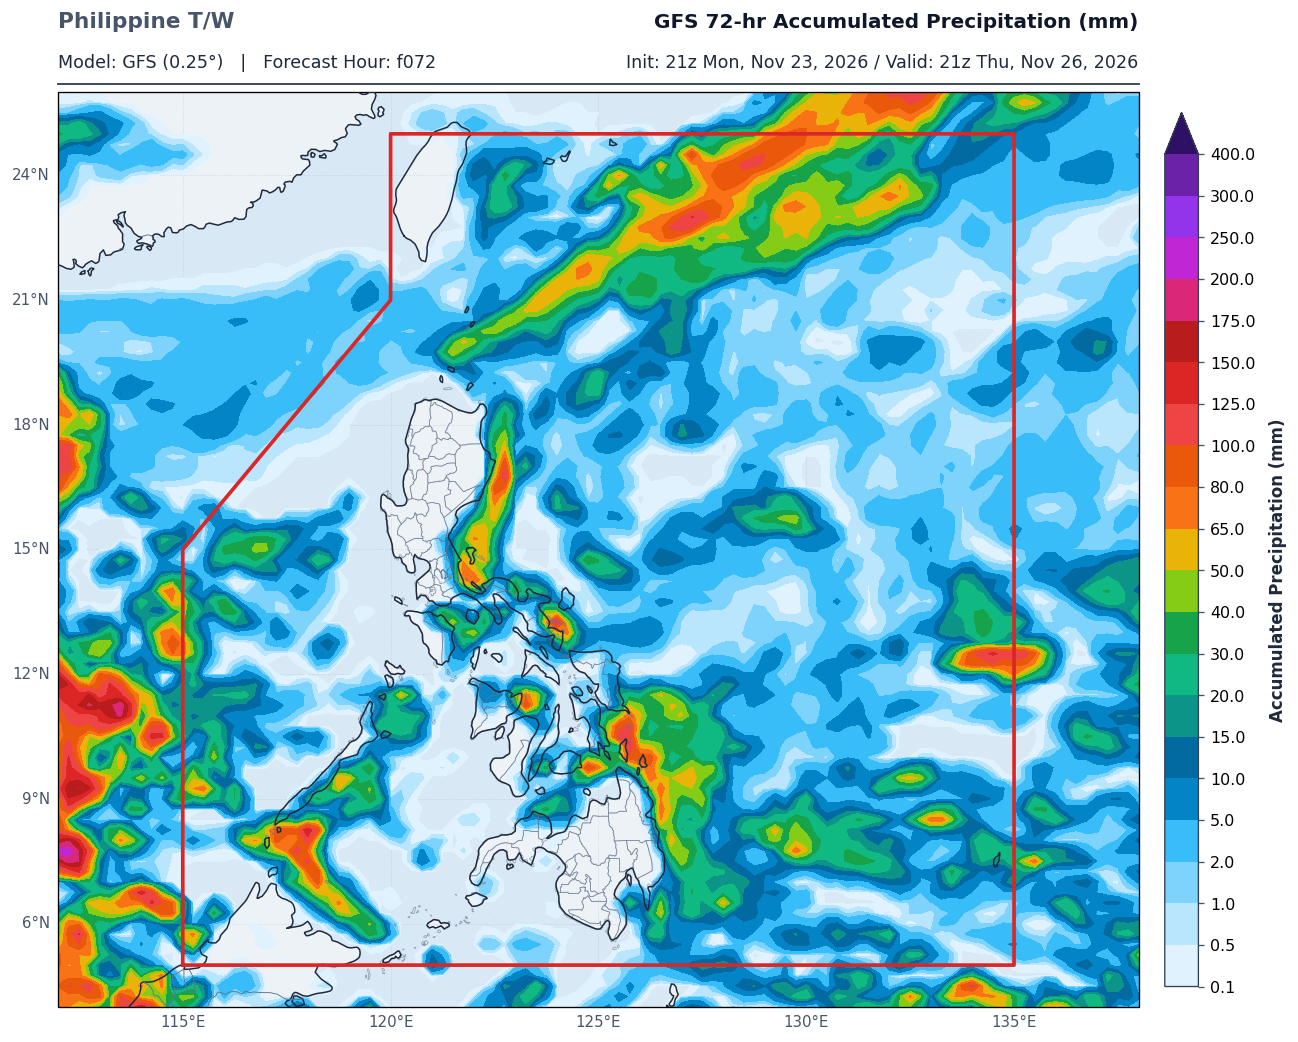 Philippine T/W
GFS 72-hr Accumulated Precipitation (mm)
Model: GFS (0.25°)   |   Forecast Hour: f072
Init: 21z Mon, Nov 23, 2026 / Valid: 21z Thu, Nov 26, 2026
24°N
21°N
18°N
15°N
12°N
9°N
6°N
115°E
120°E
125°E
130°E
135°E
400.0
300.0
250.0
200.0
175.0
150.0
125.0
100.0
80.0
65.0
50.0
40.0
30.0
20.0
15.0
10.0
5.0
2.0
1.0
0.5
0.1
Accumulated Precipitation (mm)